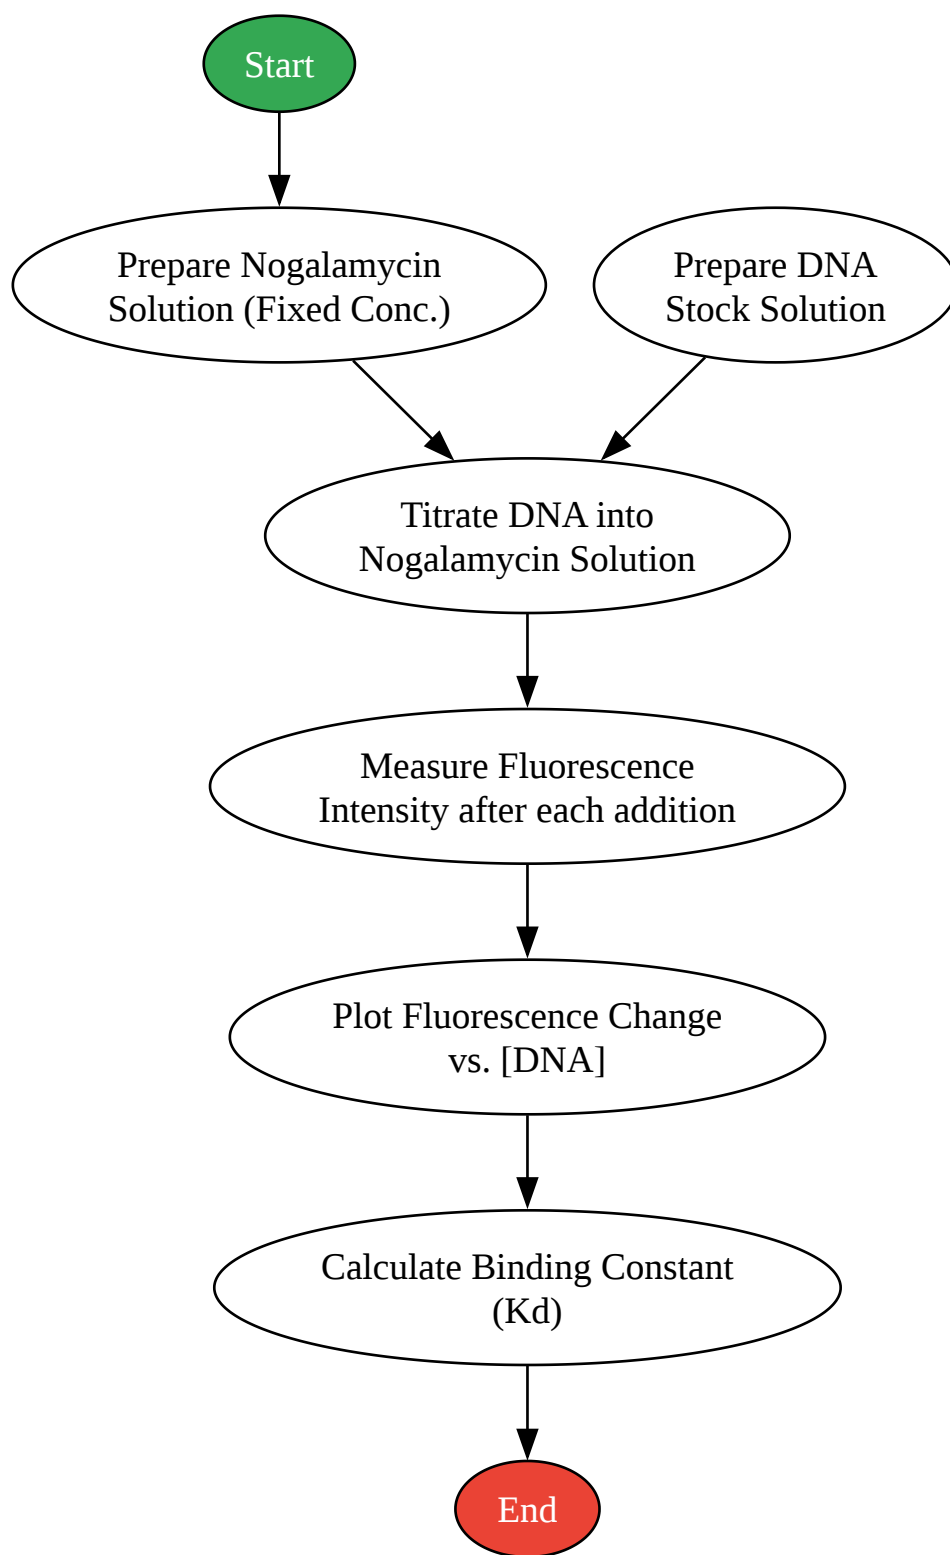 Start
Prepare Nogalamycin
Solution (Fixed Conc.)
Prepare DNA
Stock Solution
Titrate DNA into
Nogalamycin Solution
Measure Fluorescence
Intensity after each addition
Plot Fluorescence Change
vs. [DNA]
Calculate Binding Constant
(Kd)
End